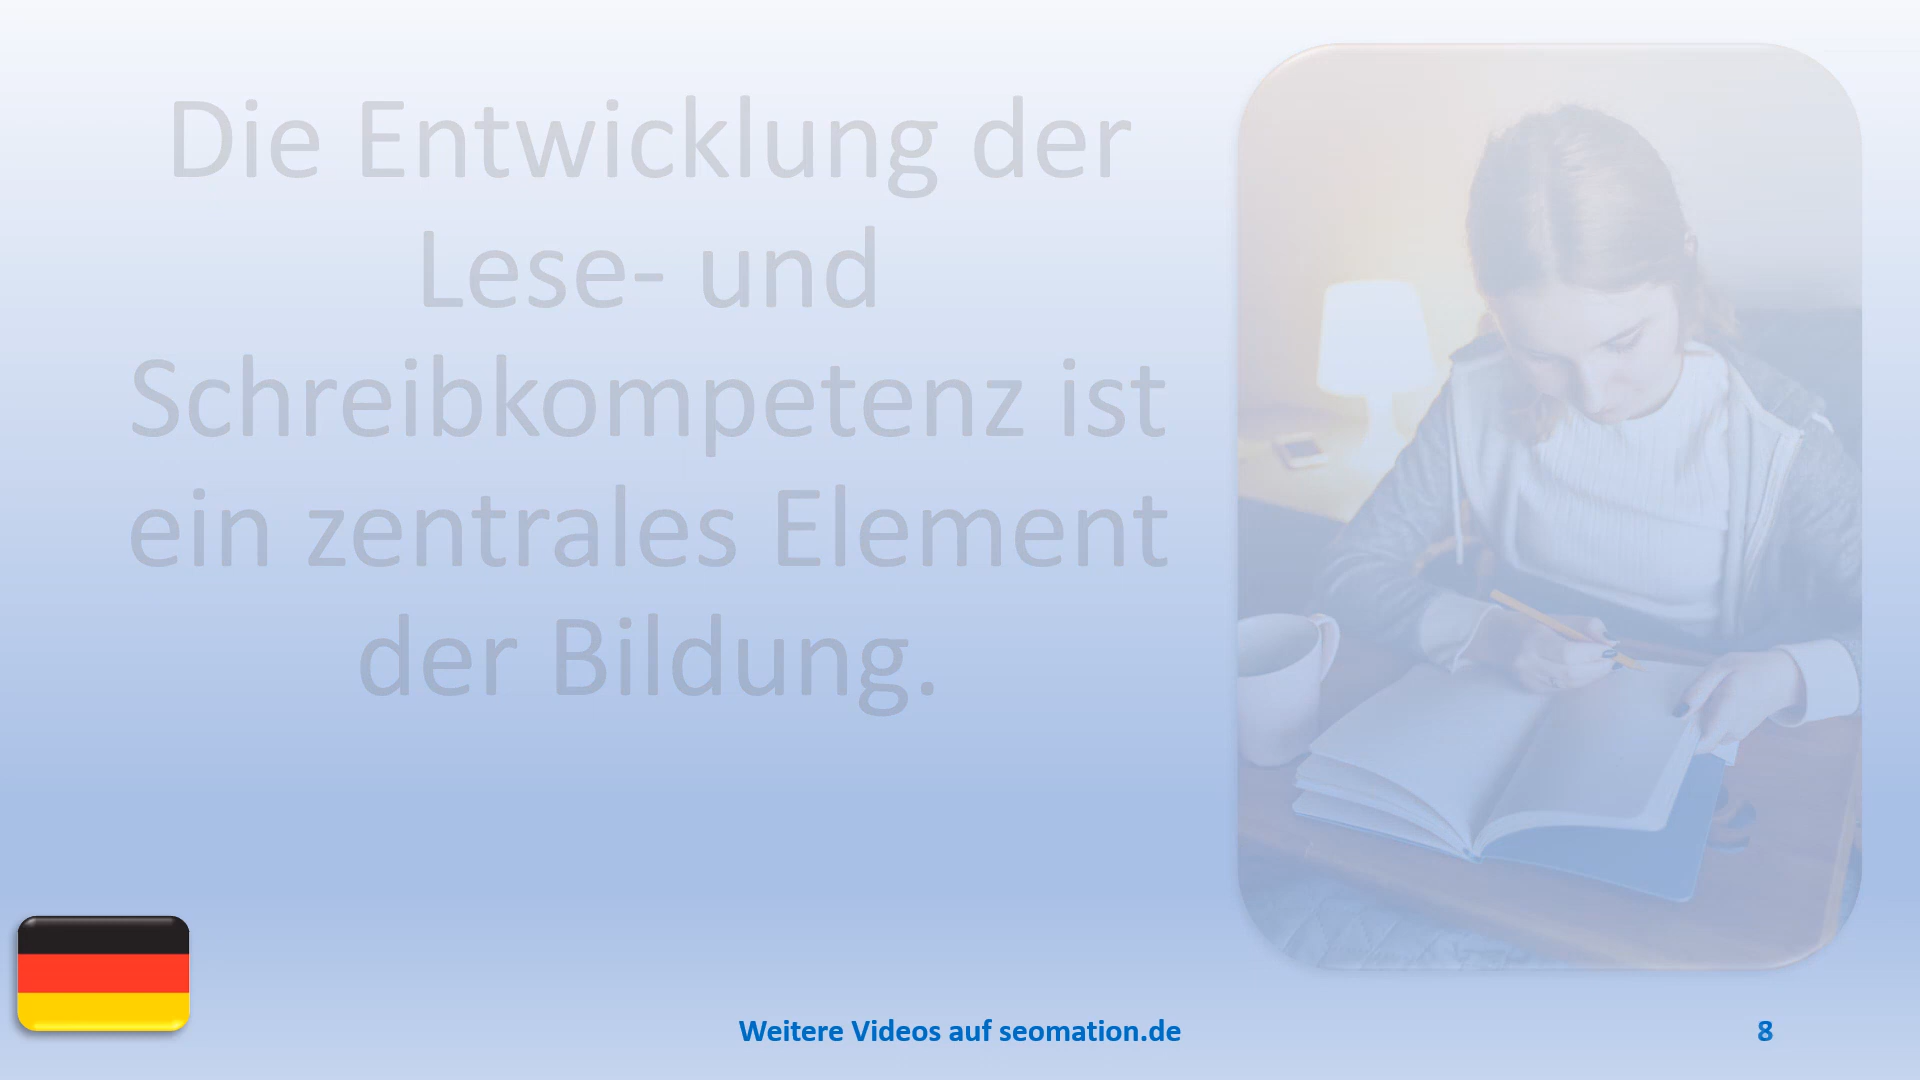 Die Entwicklung der
Lese- und
Schreibkompetenz ist
ein zentrales Element
der Bildung.
Weitere Videos auf seomation.de
8